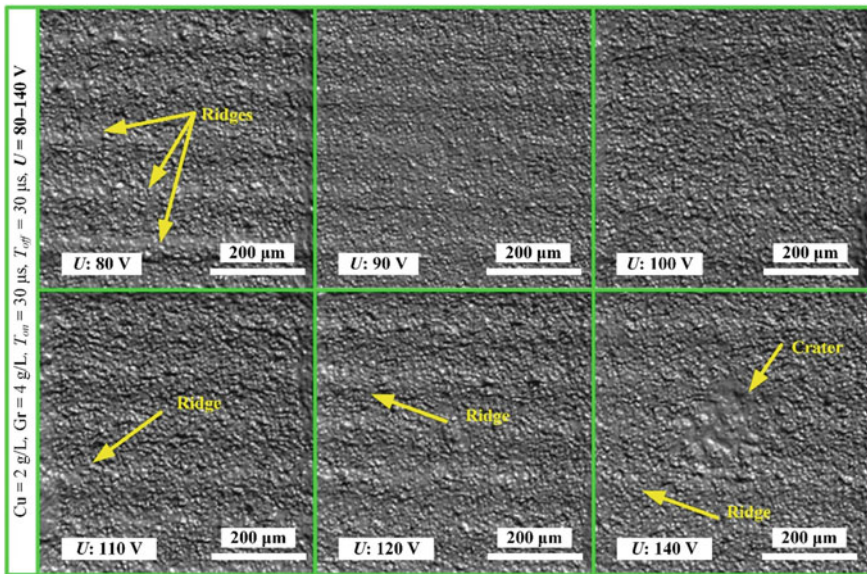 Cu = 2 g/L, Gr = 4 g/L, Ton = 30 μs, Toff = 30 μs, U = 80–140 V
Ridges
200 μm
U: 80 V
200 μm
U: 90 V
200 μm
U: 100 V
Ridge
200 μm
U: 110 V
Ridge
200 μm
U: 120 V
Crater
Ridge
200 μm
U: 140 V